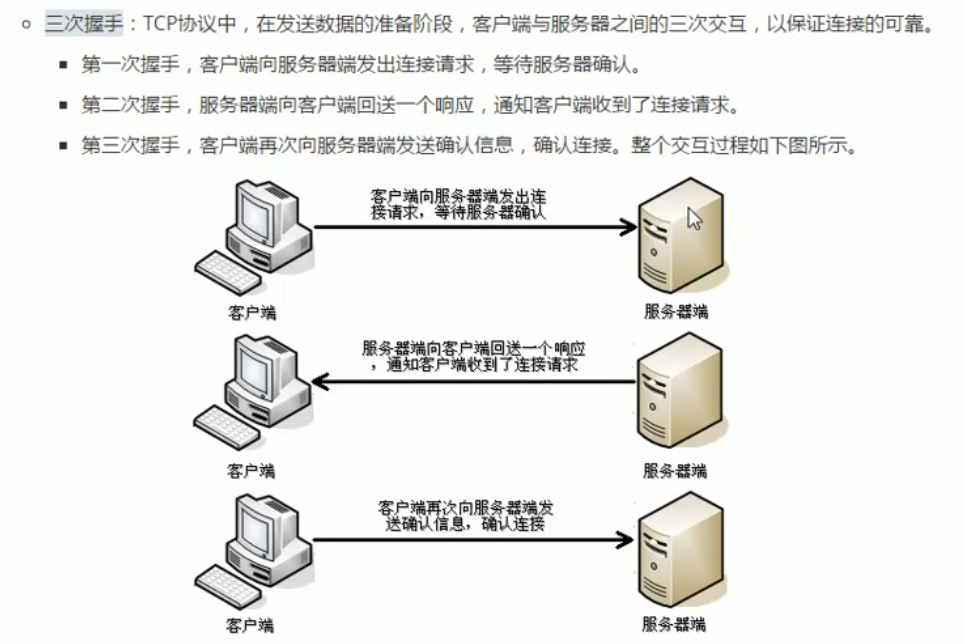 三次握手：TCP协议中，在发送数据的准备阶段，客户端与服务器之间的三次交互，以保证连接的可靠。
第一次握手，客户端向服务器端发出连接请求，等待服务器确认。
第二次握手，服务器端向客户端回送一个响应，通知客户端收到了连接请求。
第三次握手，客户端再次向服务器端发送确认信息，确认连接。整个交互过程如下图所示。
客户端向服务器端发出连
接请求，等待服务器确认
客户端
服务器端
服务器端向客户端回送一个响应
，通知客户端收到了连接请求
客户端
服务器端
客户端再次向服务器端发
送确认信息，确认连接
客户端
服务器端